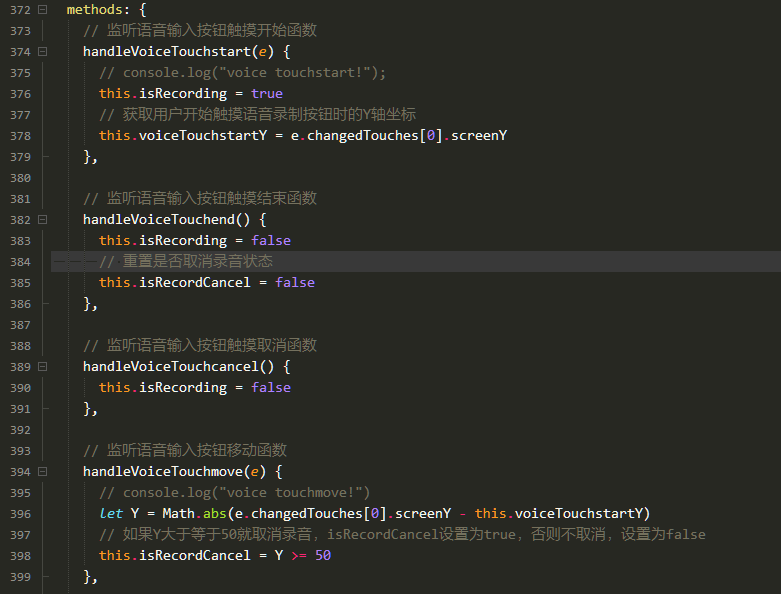 372 methods: {
373 // 监听语音输入按钮触摸开始函数
374 handleVoiceTouchstart(e) {
375 // console.log("voice touchstart!");
376 this.isRecording = true
377 // 获取用户开始触摸语音录制按钮时的Y轴坐标
378 this.voiceTouchstartY = e.changedTouches[0].screenY
379 },
380
381 // 监听语音输入按钮触摸结束函数
382 handleVoiceTouchend() {
383 this.isRecording = false
384 // 重置是否取消录音状态
385 this.isRecordCancel = false
386 },
387
388 // 监听语音输入按钮触摸取消函数
389 handleVoiceTouchcancel() {
390 this.isRecording = false
391 },
392
393 // 监听语音输入按钮移动函数
394 handleVoiceTouchmove(e) {
395 // console.log("voice touchmove!")
396 let Y = Math.abs(e.changedTouches[0].screenY - this.voiceTouchstartY)
397 // 如果Y大于等于50就取消录音，isRecordCancel设置为true，否则不取消，设置为false
398 this.isRecordCancel = Y >= 50
399 },